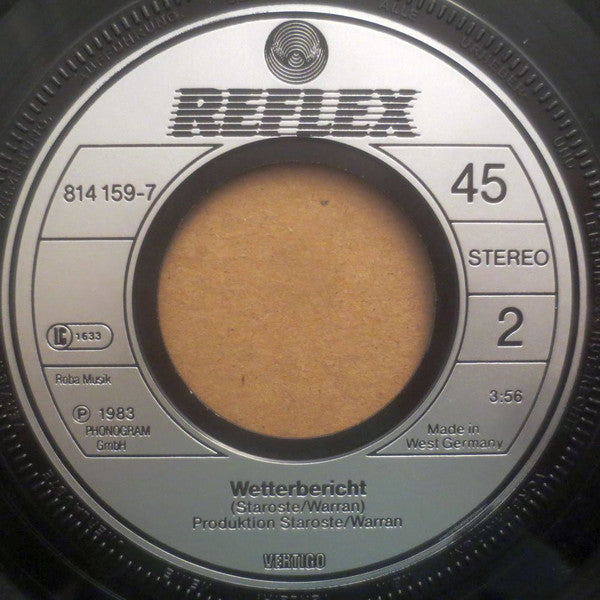 REFLEX
814 159-7
45
STEREO
LC 1633
2
Roba Musik
3:56
P 1983
PHONOGRAM
GmbH
Made in
West Germany
Wetterbericht
(Staroste/Warran)
Produktion Staroste/Warran
VERTIGO